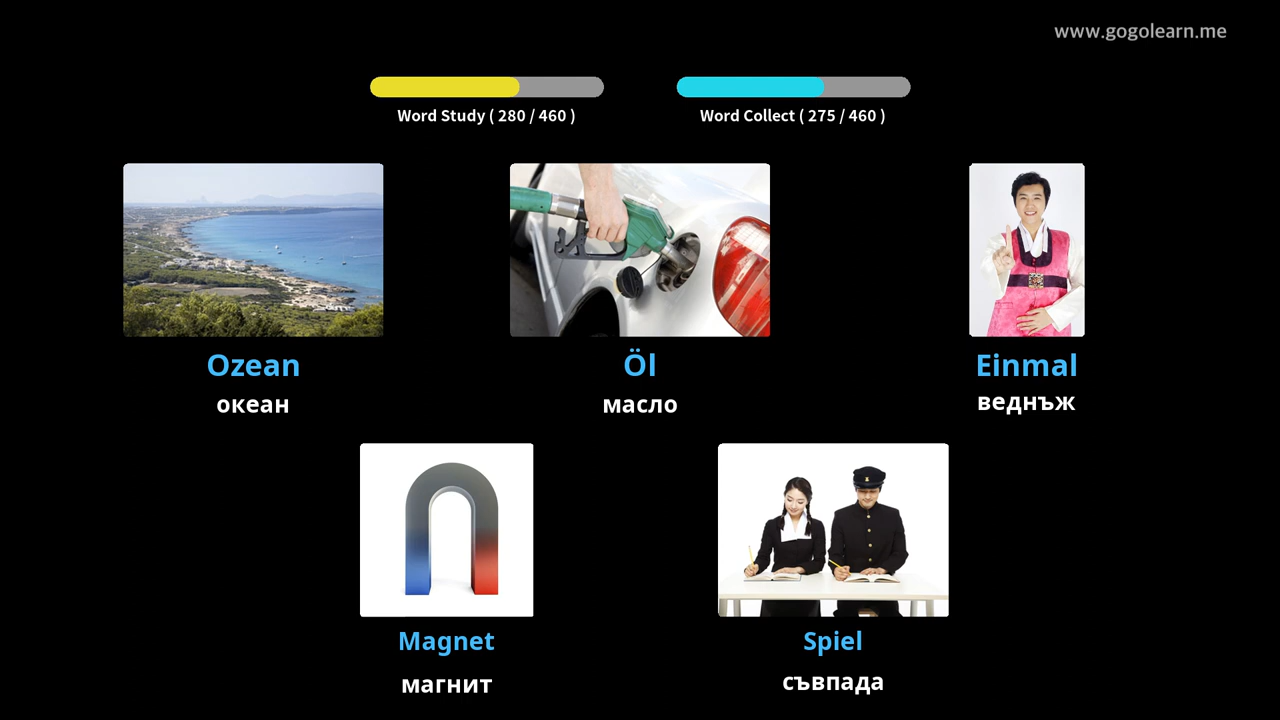 www.gogolearn.me
Word Study ( 280 / 460 )
Word Collect ( 275 / 460 )
Ozean
океан
Öl
масло
Einmal
веднъж
Magnet
магнит
Spiel
съвпада